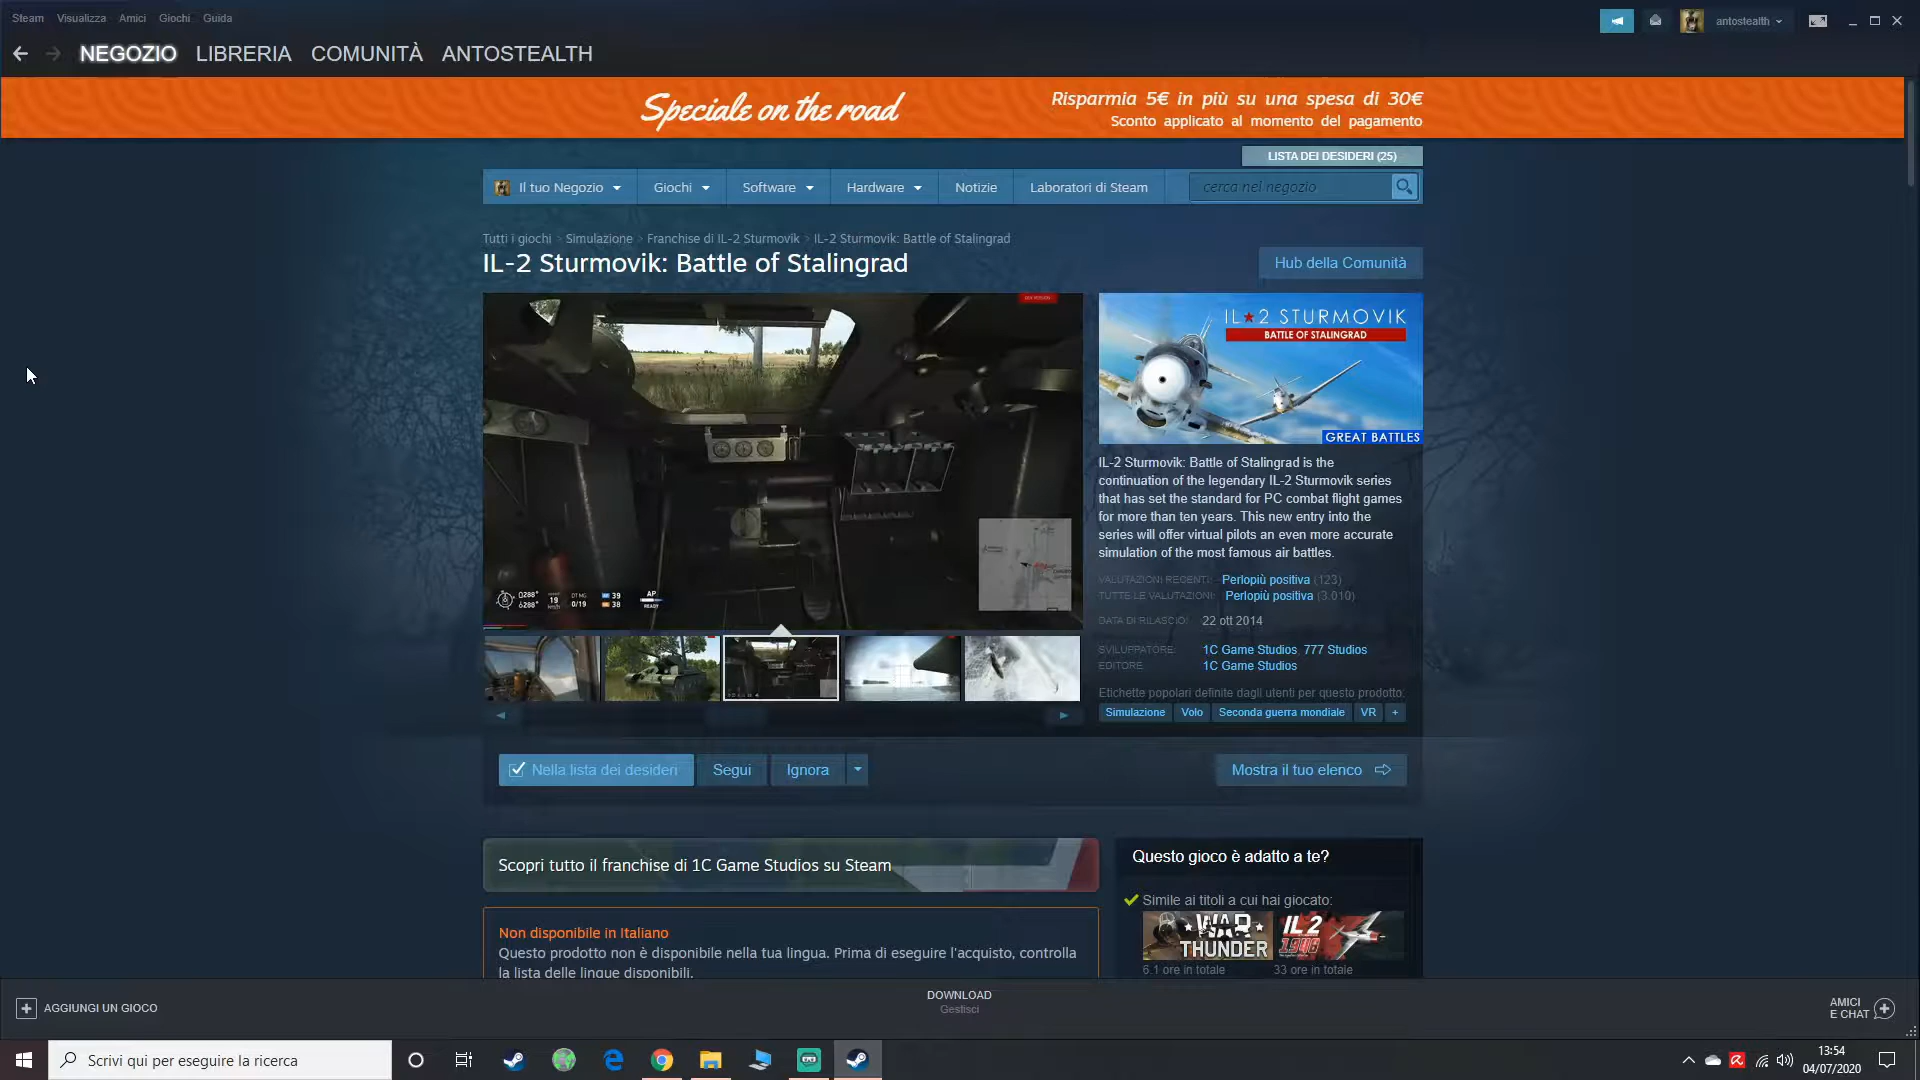 Steam Visualizza Amici Giochi Guida
antostealth
NEGOZIO LIBRERIA COMUNITÀ ANTOSTEALTH
Speciale on the road
Risparmia 5€ in più su una spesa di 30€
Sconto applicato al momento del pagamento
LISTA DEI DESIDERI (25)
Il tuo Negozio Giochi Software Hardware Notizie Laboratori di Steam cerca nel negozio
Tutti i giochi > Simulazione > Franchise di IL-2 Sturmovik > IL-2 Sturmovik: Battle of Stalingrad
IL-2 Sturmovik: Battle of Stalingrad
Hub della Comunità
IL★2 STURMOVIK
BATTLE OF STALINGRAD
GREAT BATTLES
IL-2 Sturmovik: Battle of Stalingrad is the
continuation of the legendary IL-2 Sturmovik series
that has set the standard for PC combat flight games
for more than ten years. This new entry into the
series will offer virtual pilots an even more accurate
simulation of the most famous air battles.
VALUTAZIONI RECENTI: Perlopiù positiva (123)
TUTTE LE VALUTAZIONI: Perlopiù positiva (3.010)
DATA DI RILASCIO: 22 ott 2014
SVILUPPATORE: 1C Game Studios, 777 Studios
EDITORE: 1C Game Studios
Etichette popolari definite dagli utenti per questo prodotto:
Simulazione Volo Seconda guerra mondiale VR +
19
0/19
39
38
AP
READY
Nella lista dei desideri Segui Ignora
Mostra il tuo elenco
Scopri tutto il franchise di 1C Game Studios su Steam
Questo gioco è adatto a te?
Simile ai titoli a cui hai giocato:
WAR THUNDER
IL2 1946
6.1 ore in totale 33 ore in totale
Non disponibile in Italiano
Questo prodotto non è disponibile nella tua lingua. Prima di eseguire l'acquisto, controlla
la lista delle lingue disponibili.
AGGIUNGI UN GIOCO
DOWNLOAD
Gestisci
AMICI
E CHAT
Scrivi qui per eseguire la ricerca
13:54
04/07/2020